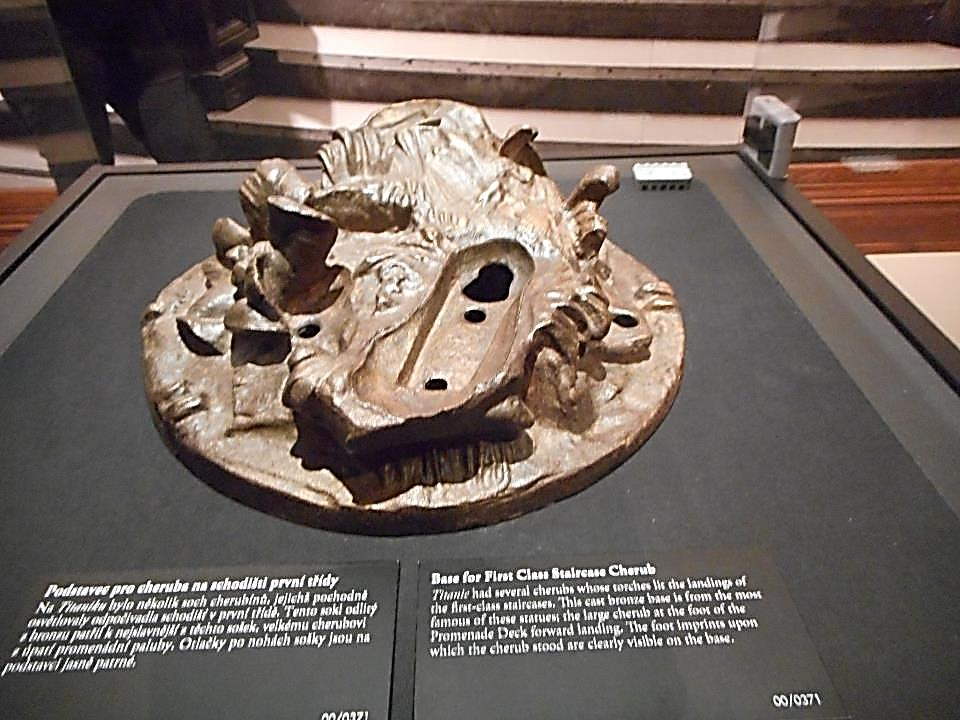 Podstavec pro cheruba na schodišti první třídy
Na Titaniku bylo několik soch cherubínů, jejichž pochodně
osvětlovaly odpočívadla schodišť v první třídě. Tento sokl odlitý
z bronzu patřil k nejslavnější z těchto sošek, velkému cherubovi
z úpatí promenádní paluby. Otlačky po nohách sošky jsou na
podstavci jasně patrné.
00/0371
Base for First Class Staircase Cherub
Titanic had several cherubs whose torches lit the landings of
the first-class staircases. This cast bronze base is from the most
famous of these statues: the large cherub at the foot of the
Promenade Deck forward landing. The foot imprints upon
which the cherub stood are clearly visible on the base.
00/0371